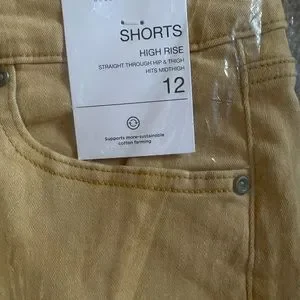 SHORTS
HIGH RISE
STRAIGHT THROUGH HIP & THIGH
HITS MIDTHIGH
12
Supports more-sustainable
cotton farming